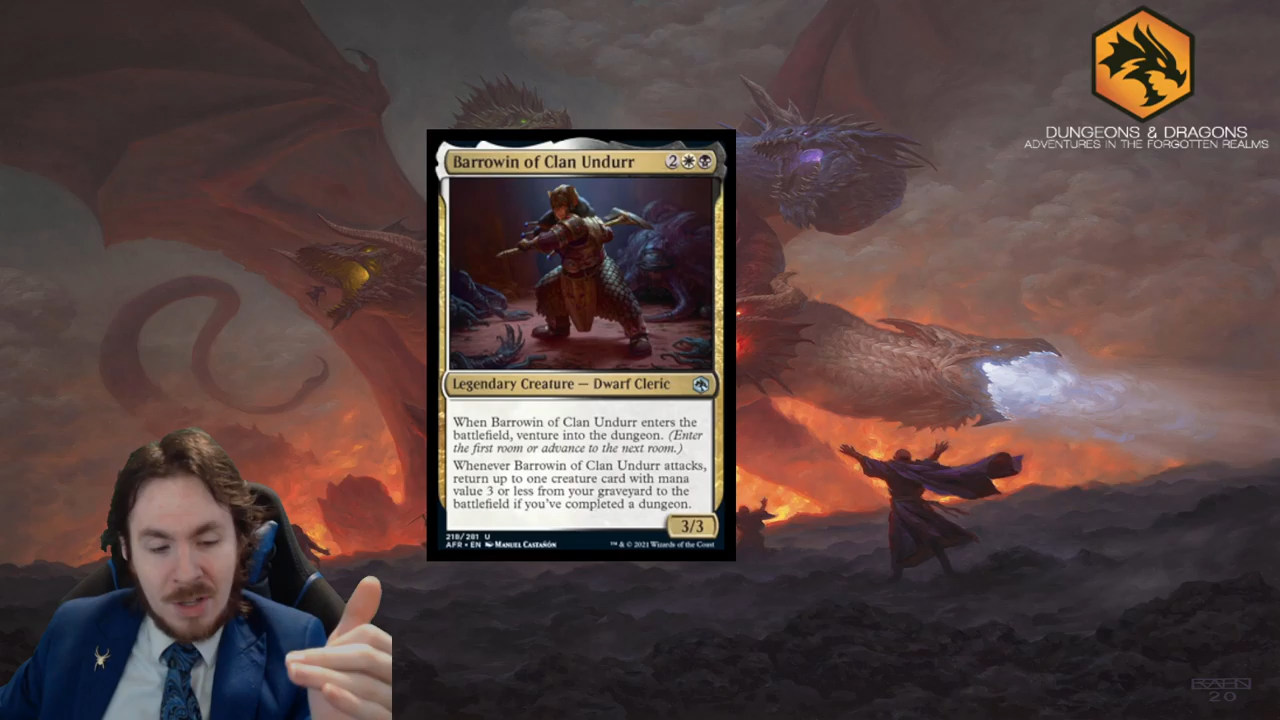 DUNGEONS & DRAGONS
ADVENTURES IN THE FORGOTTEN REALMS
Barrowin of Clan Undurr 2
Legendary Creature — Dwarf Cleric
When Barrowin of Clan Undurr enters the
battlefield, venture into the dungeon. (Enter
the first room or advance to the next room.)
Whenever Barrowin of Clan Undurr attacks,
return up to one creature card with mana
value 3 or less from your graveyard to the
battlefield if you've completed a dungeon.
3/3
218/281 U
AFR • EN MANUEL CASTAÑÓN ™ & © 2021 Wizards of the Coast
20